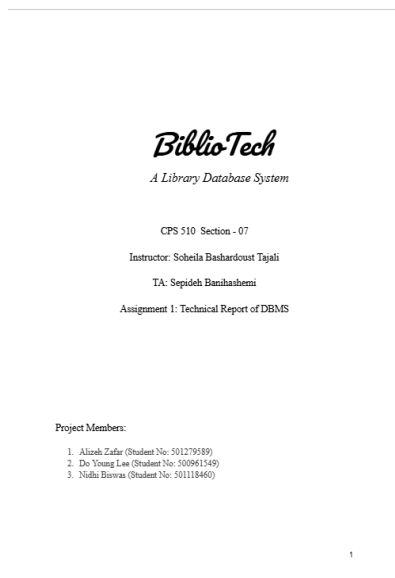 BiblioTech
A Library Database System
CPS 510 Section - 07
Instructor: Soheila Bashardoust Tajali
TA: Sepideh Banihashemi
Assignment 1: Technical Report of DBMS
Project Members:
1. Alizeh Zafar (Student No: 501279589)
2. Do Young Lee (Student No: 500961549)
3. Nidhi Biswas (Student No: 501118460)
1